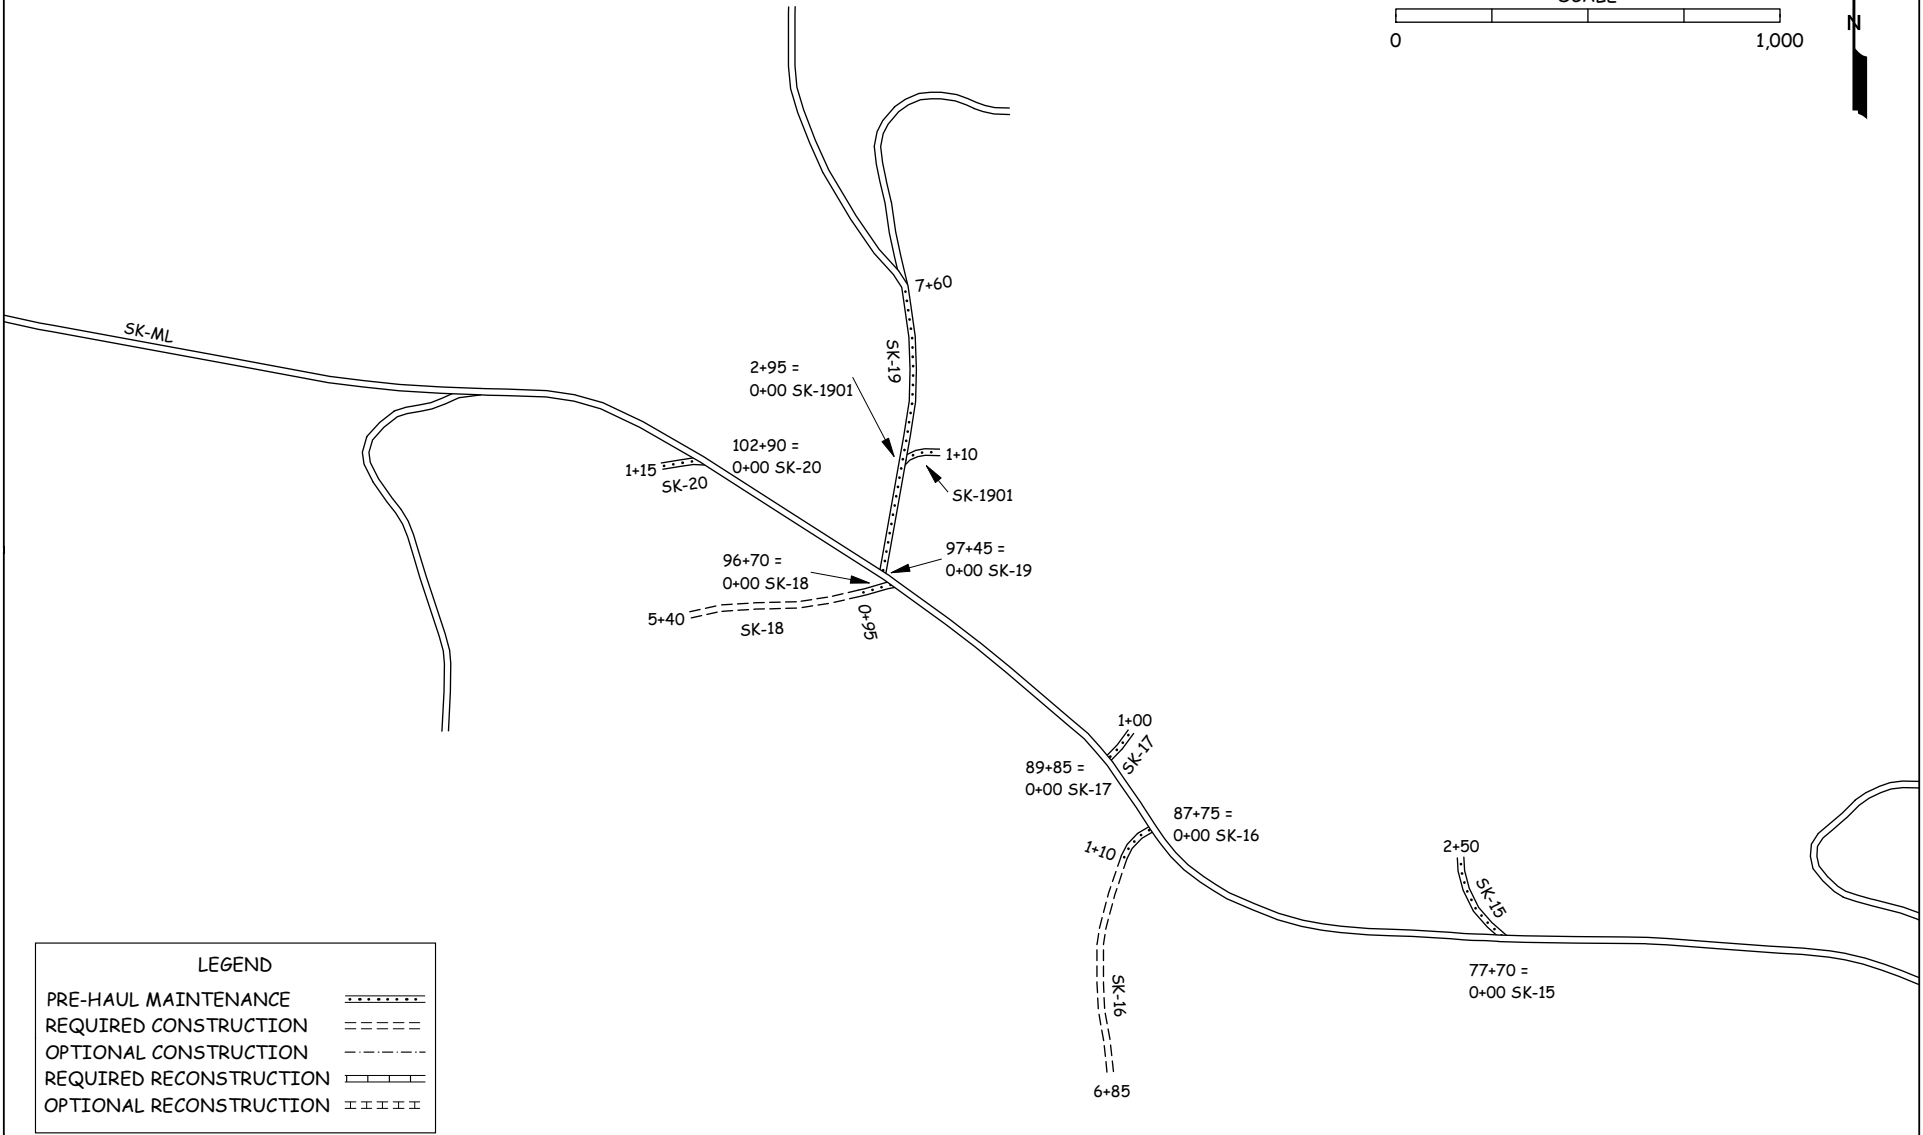 SCALE
0 1,000
N
7+60
SK-ML
SK-19
2+95 =
0+00 SK-1901
102+90 =
0+00 SK-20
1+15
SK-20
1+10
SK-1901
96+70 =
0+00 SK-18
97+45 =
0+00 SK-19
5+40
SK-18
0+95
1+00
SK-17
89+85 =
0+00 SK-17
87+75 =
0+00 SK-16
1+10
SK-16
6+85
2+50
SK-15
77+70 =
0+00 SK-15
LEGEND
PRE-HAUL MAINTENANCE
REQUIRED CONSTRUCTION
OPTIONAL CONSTRUCTION
REQUIRED RECONSTRUCTION
OPTIONAL RECONSTRUCTION